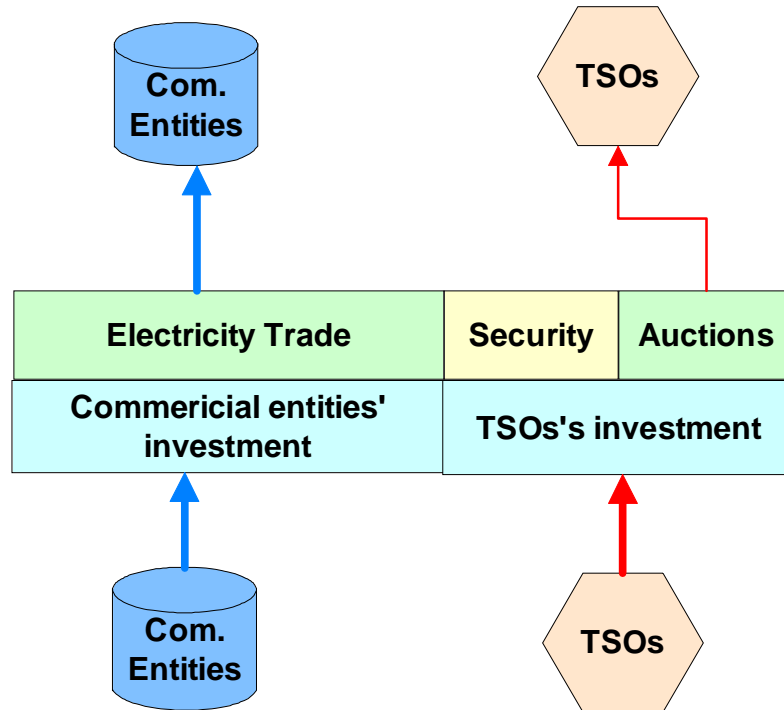 Com.
Entities
TSOs
Electricity Trade
Security
Auctions
Commericial entities'
investment
TSOs's investment
Com.
Entities
TSOs